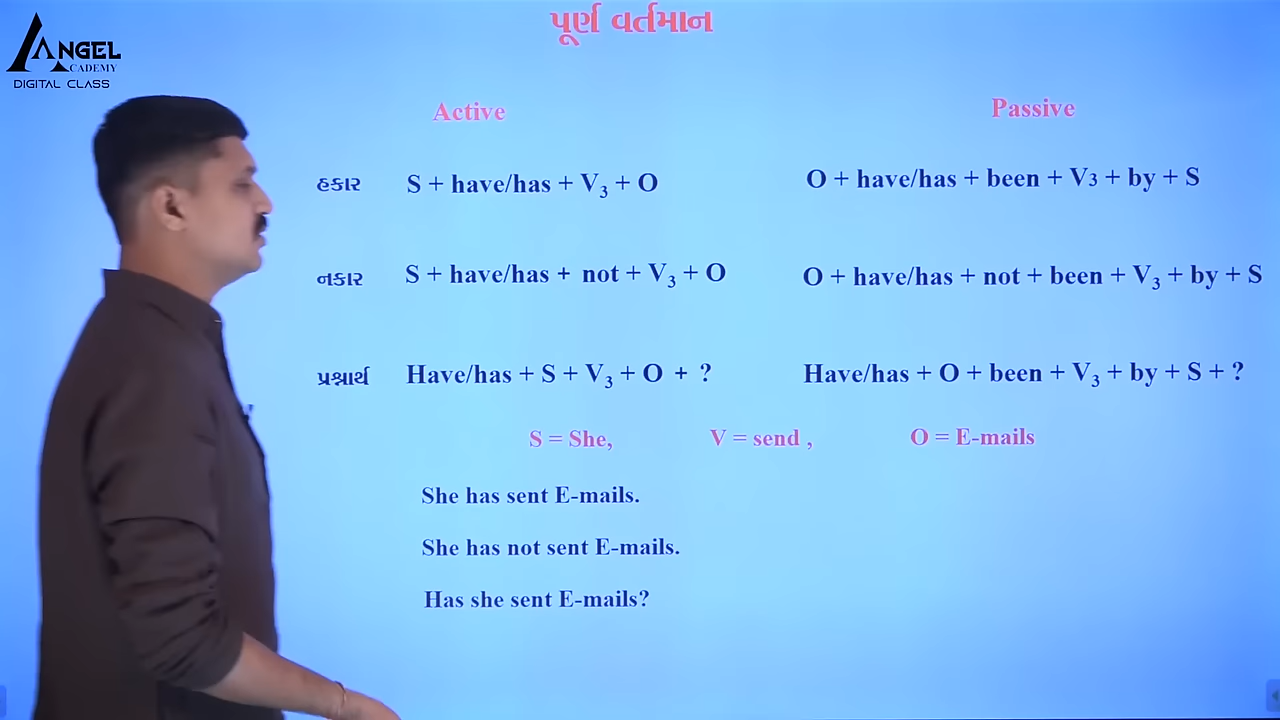 પૂર્ણ વર્તમાન
ANGEL
ACADEMY
DIGITAL CLASS
Active Passive
હકાર S + have/has + V₃ + O O + have/has + been + V3 + by + S
નકાર S + have/has + not + V₃ + O O + have/has + not + been + V₃ + by + S
પ્રશ્નાર્થ Have/has + S + V₃ + O + ? Have/has + O + been + V₃ + by + S + ?
S = She, V = send , O = E-mails
She has sent E-mails.
She has not sent E-mails.
Has she sent E-mails?